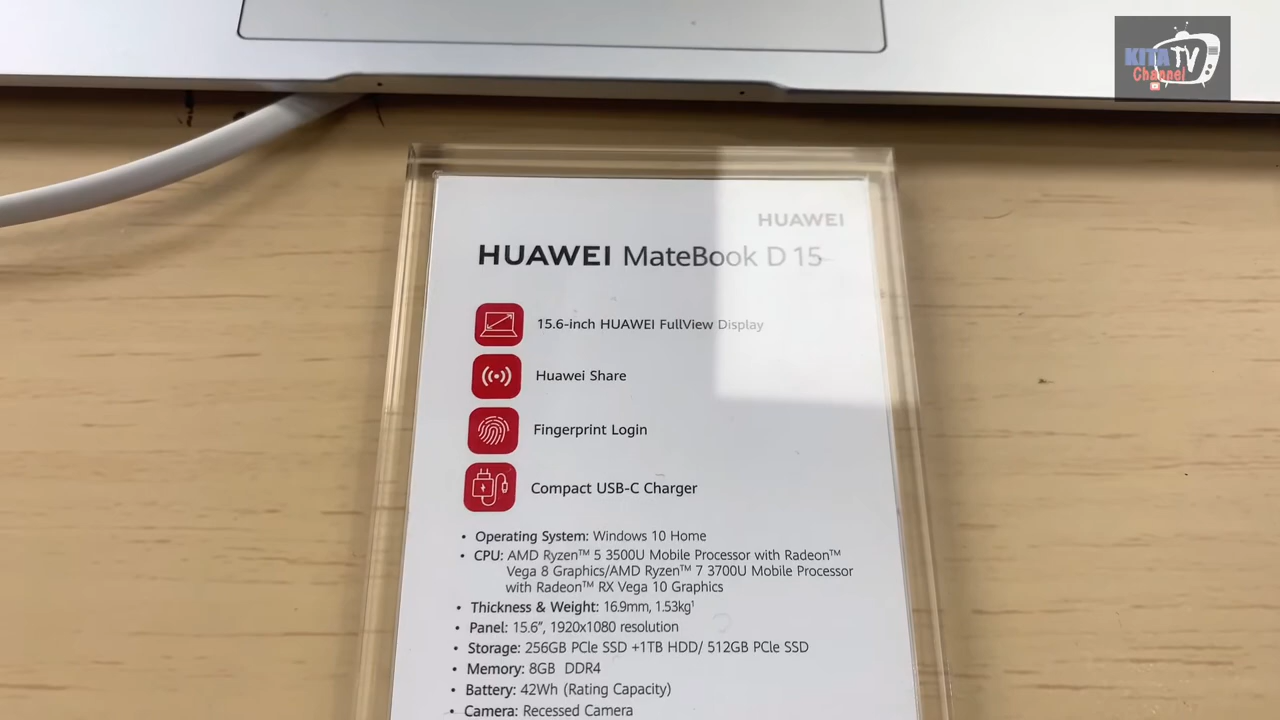 KITA TV
Channel
HUAWEI
HUAWEI MateBook D 15
15.6-inch HUAWEI FullView Display
Huawei Share
Fingerprint Login
Compact USB-C Charger
• Operating System: Windows 10 Home
• CPU: AMD Ryzen™ 5 3500U Mobile Processor with Radeon™
Vega 8 Graphics/AMD Ryzen™ 7 3700U Mobile Processor
with Radeon™ RX Vega 10 Graphics
• Thickness & Weight: 16.9mm, 1.53kg¹
• Panel: 15.6”, 1920x1080 resolution
• Storage: 256GB PCle SSD +1TB HDD/ 512GB PCle SSD
• Memory: 8GB DDR4
• Battery: 42Wh (Rating Capacity)
• Camera: Recessed Camera